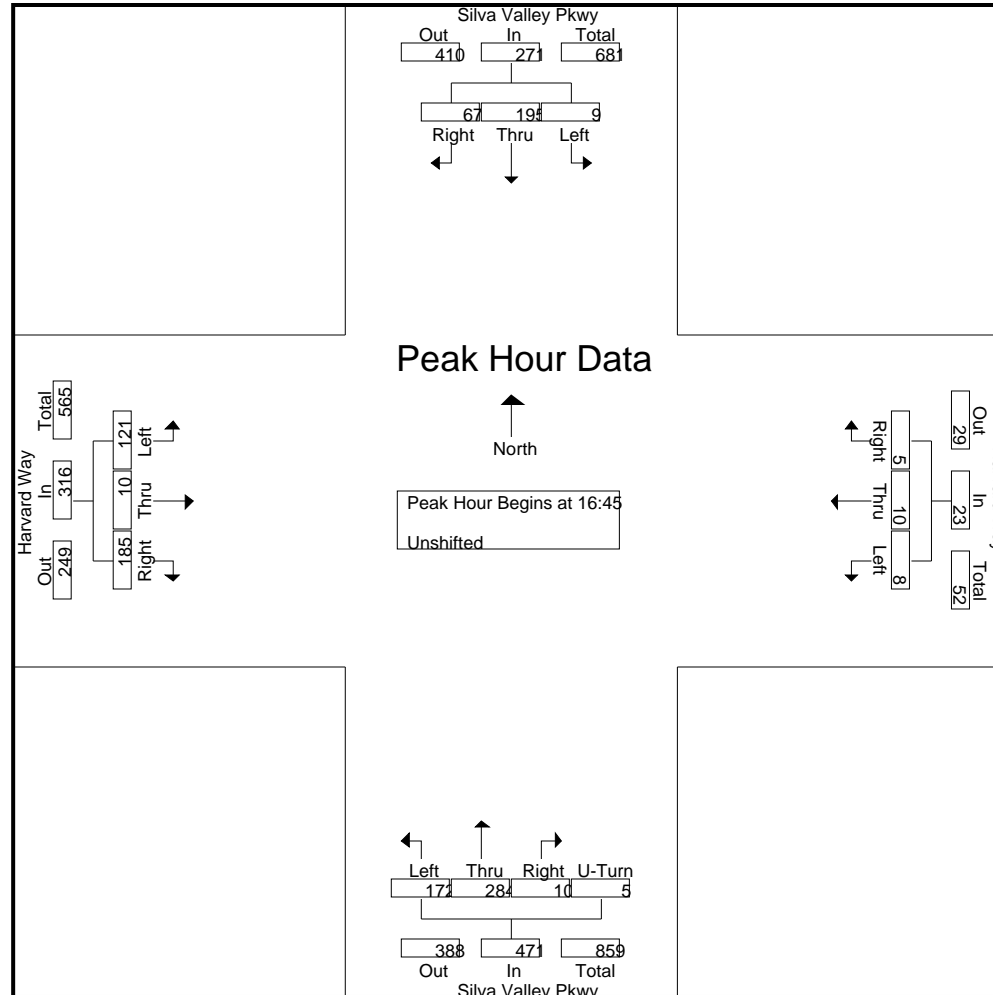 Silva Valley Pkwy
Out In Total
410 271 681
67 195 9
Right Thru Left
Peak Hour Data
North
Peak Hour Begins at 16:45
Unshifted
Harvard Way
Total In Out
565 316 249
121 10 185
Left Thru Right
Right Thru Left
5 10 8
29 23 52
Out In Total
Left Thru Right U-Turn
172 284 10 5
388 471 859
Out In Total
Silva Valley Pkwy